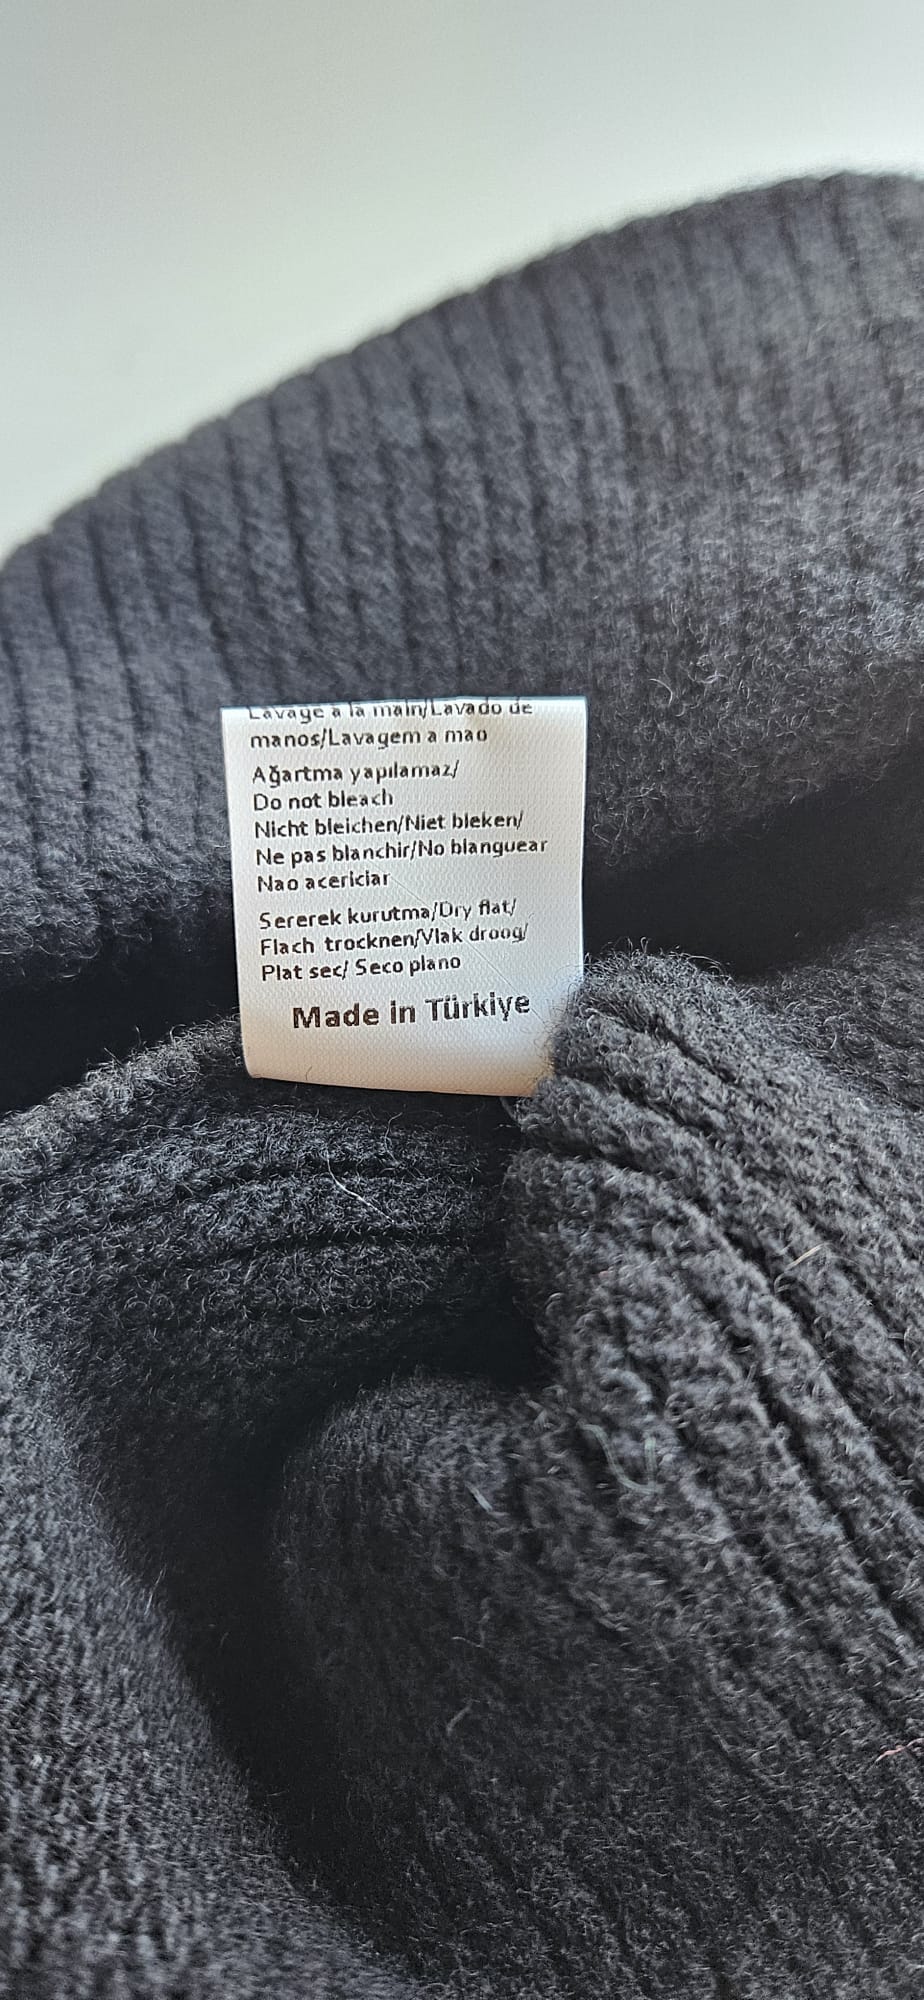 Lavage a la main/Lavado de
manos/Lavagem a mao
Ağartma yapılamaz/
Do not bleach
Nicht bleichen/Niet bleken/
Ne pas blanchir/No blanguear
Nao acericiar
Sererek kurutma/Dry flat/
Flach trocknen/Vlak droog/
Plat sec/ Seco plano
Made in Türkiye